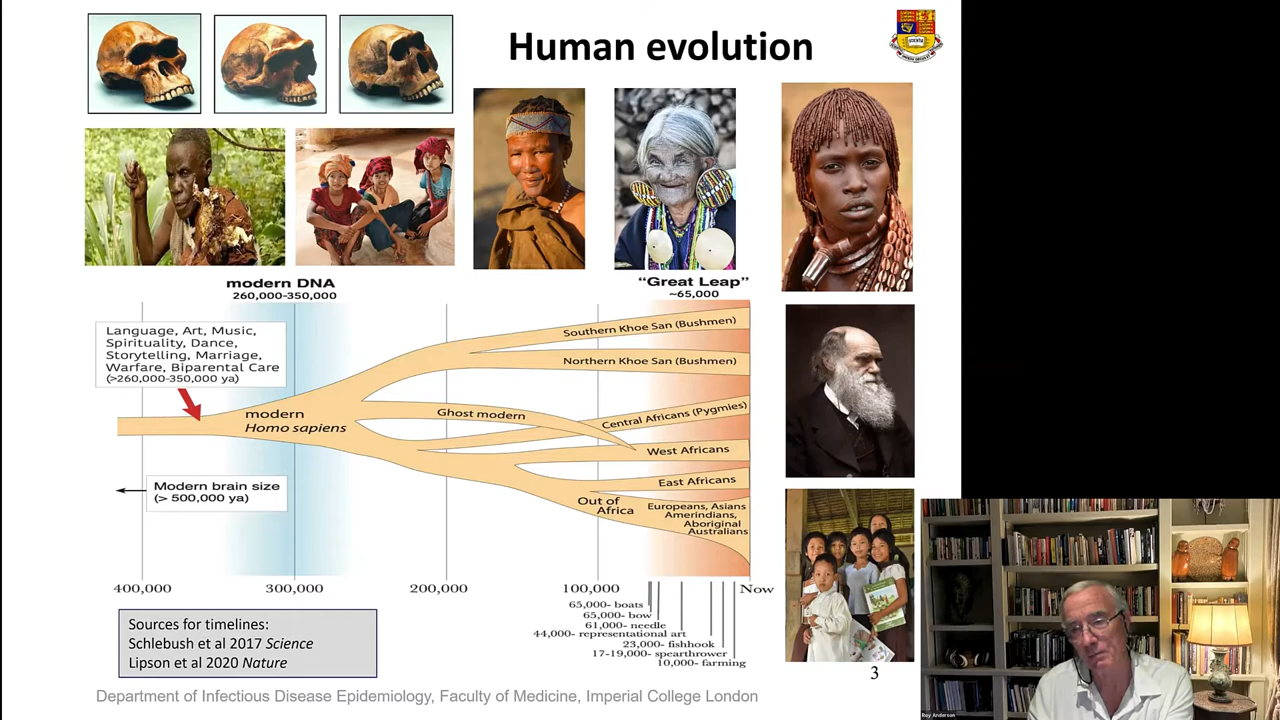 Human evolution
modern DNA
260,000-350,000
“Great Leap”
~65,000
Language, Art, Music,
Spirituality, Dance,
Storytelling, Marriage,
Warfare, Biparental Care
(>260,000-350,000 ya)
Southern Khoe San (Bushmen)
Northern Khoe San (Bushmen)
modern
Homo sapiens
Ghost modern
Central Africans (Pygmies)
West Africans
East Africans
Modern brain size
(> 500,000 ya)
Out of
Africa
Europeans, Asians
Amerindians,
Aboriginal
Australians
400,000
300,000
200,000
100,000
Now
65,000- boats
65,000- bow
61,000- needle
44,000- representational art
23,000- fishhook
17-19,000- spearthrower
10,000- farming
Sources for timelines:
Schlebush et al 2017 Science
Lipson et al 2020 Nature
3
Department of Infectious Disease Epidemiology, Faculty of Medicine, Imperial College London
Roy Anderson